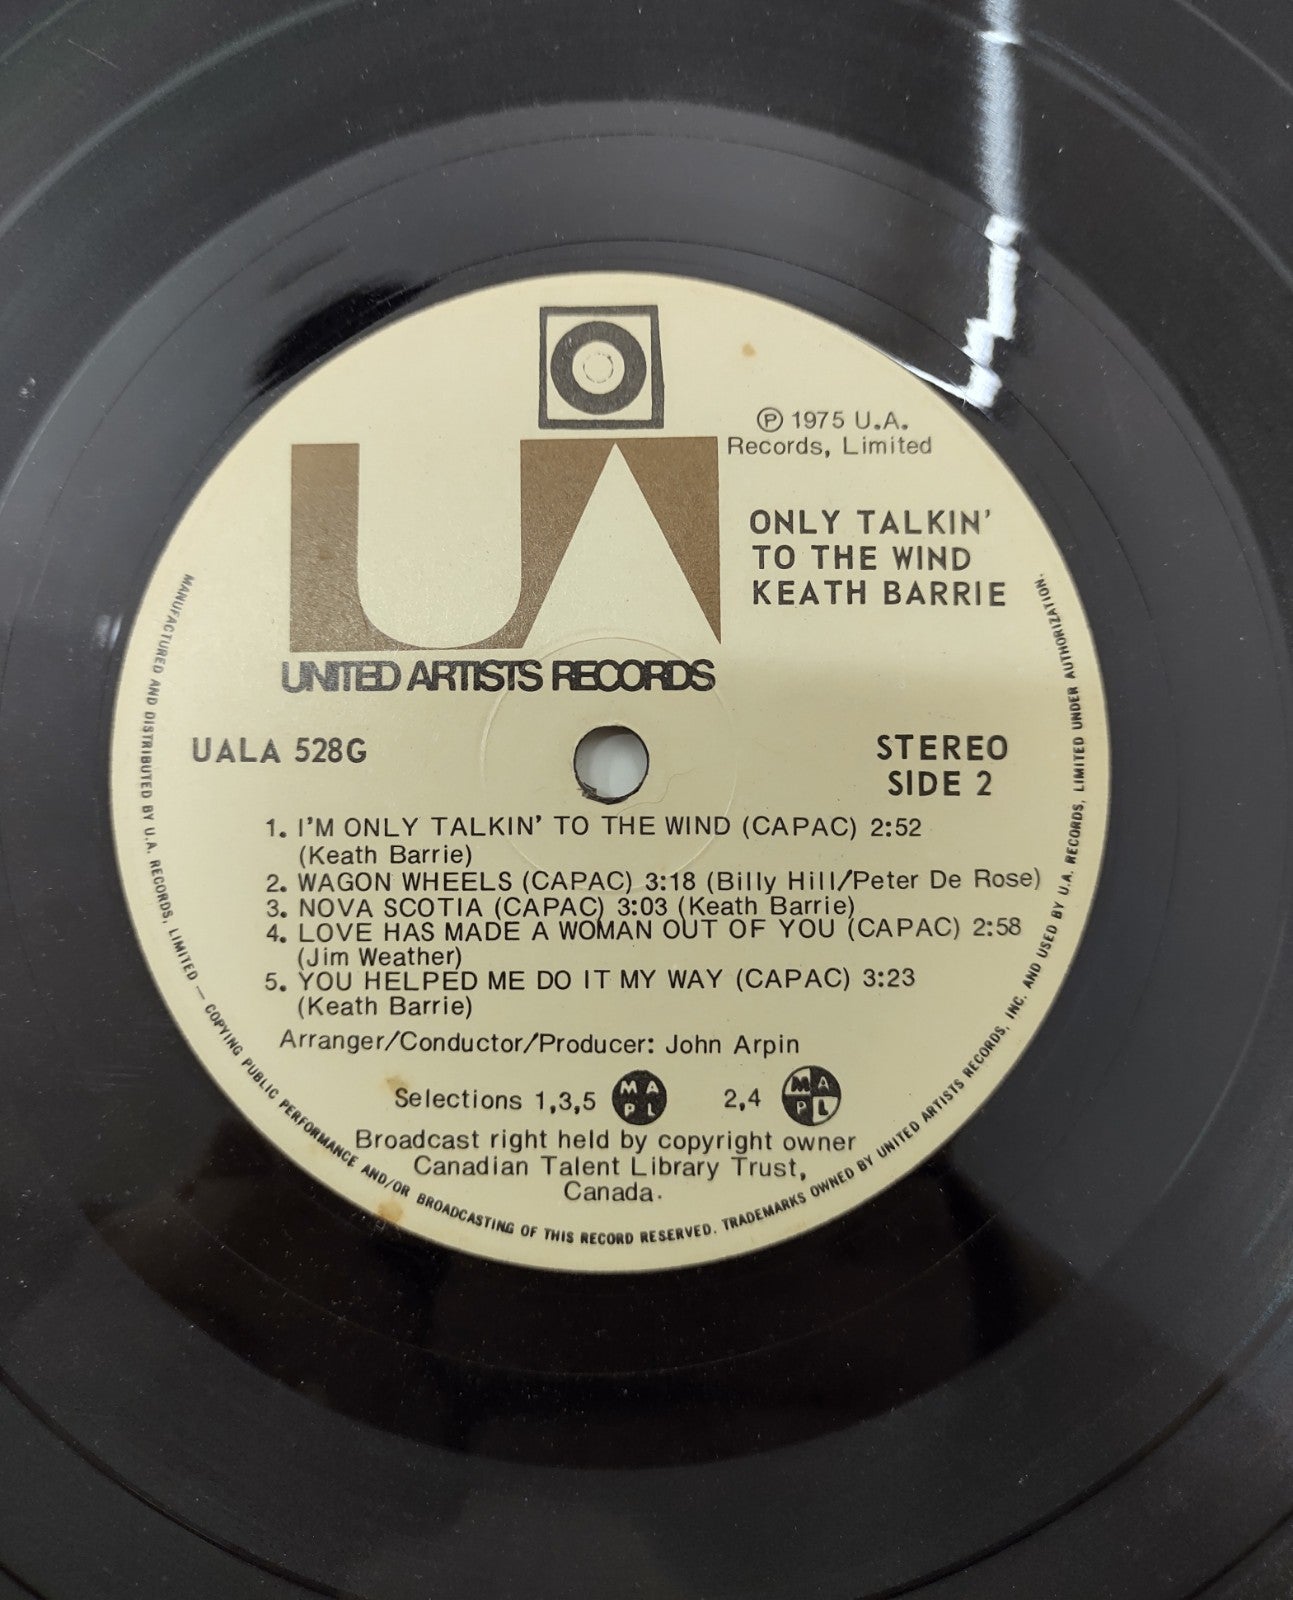 ℗ 1975 U.A.
Records, Limited
ONLY TALKIN'
TO THE WIND
KEATH BARRIE
UA
UNITED ARTISTS RECORDS
UALA 528G
STEREO
SIDE 2
1. I'M ONLY TALKIN' TO THE WIND (CAPAC) 2:52
(Keath Barrie)
2. WAGON WHEELS (CAPAC) 3:18 (Billy Hill/Peter De Rose)
3. NOVA SCOTIA (CAPAC) 3:03 (Keath Barrie)
4. LOVE HAS MADE A WOMAN OUT OF YOU (CAPAC) 2:58
(Jim Weather)
5. YOU HELPED ME DO IT MY WAY (CAPAC) 3:23
(Keath Barrie)
Arranger/Conductor/Producer: John Arpin
Selections 1,3,5 MAPL 2,4 MAPL
Broadcast right held by copyright owner
Canadian Talent Library Trust,
Canada.
MANUFACTURED AND DISTRIBUTED BY U.A. RECORDS, LIMITED — COPYING PUBLIC PERFORMANCE AND/OR BROADCASTING OF THIS RECORD RESERVED. TRADEMARKS OWNED BY UNITED ARTISTS RECORDS, INC. AND USED BY U.A. RECORDS, LIMITED UNDER AUTHORIZATION.